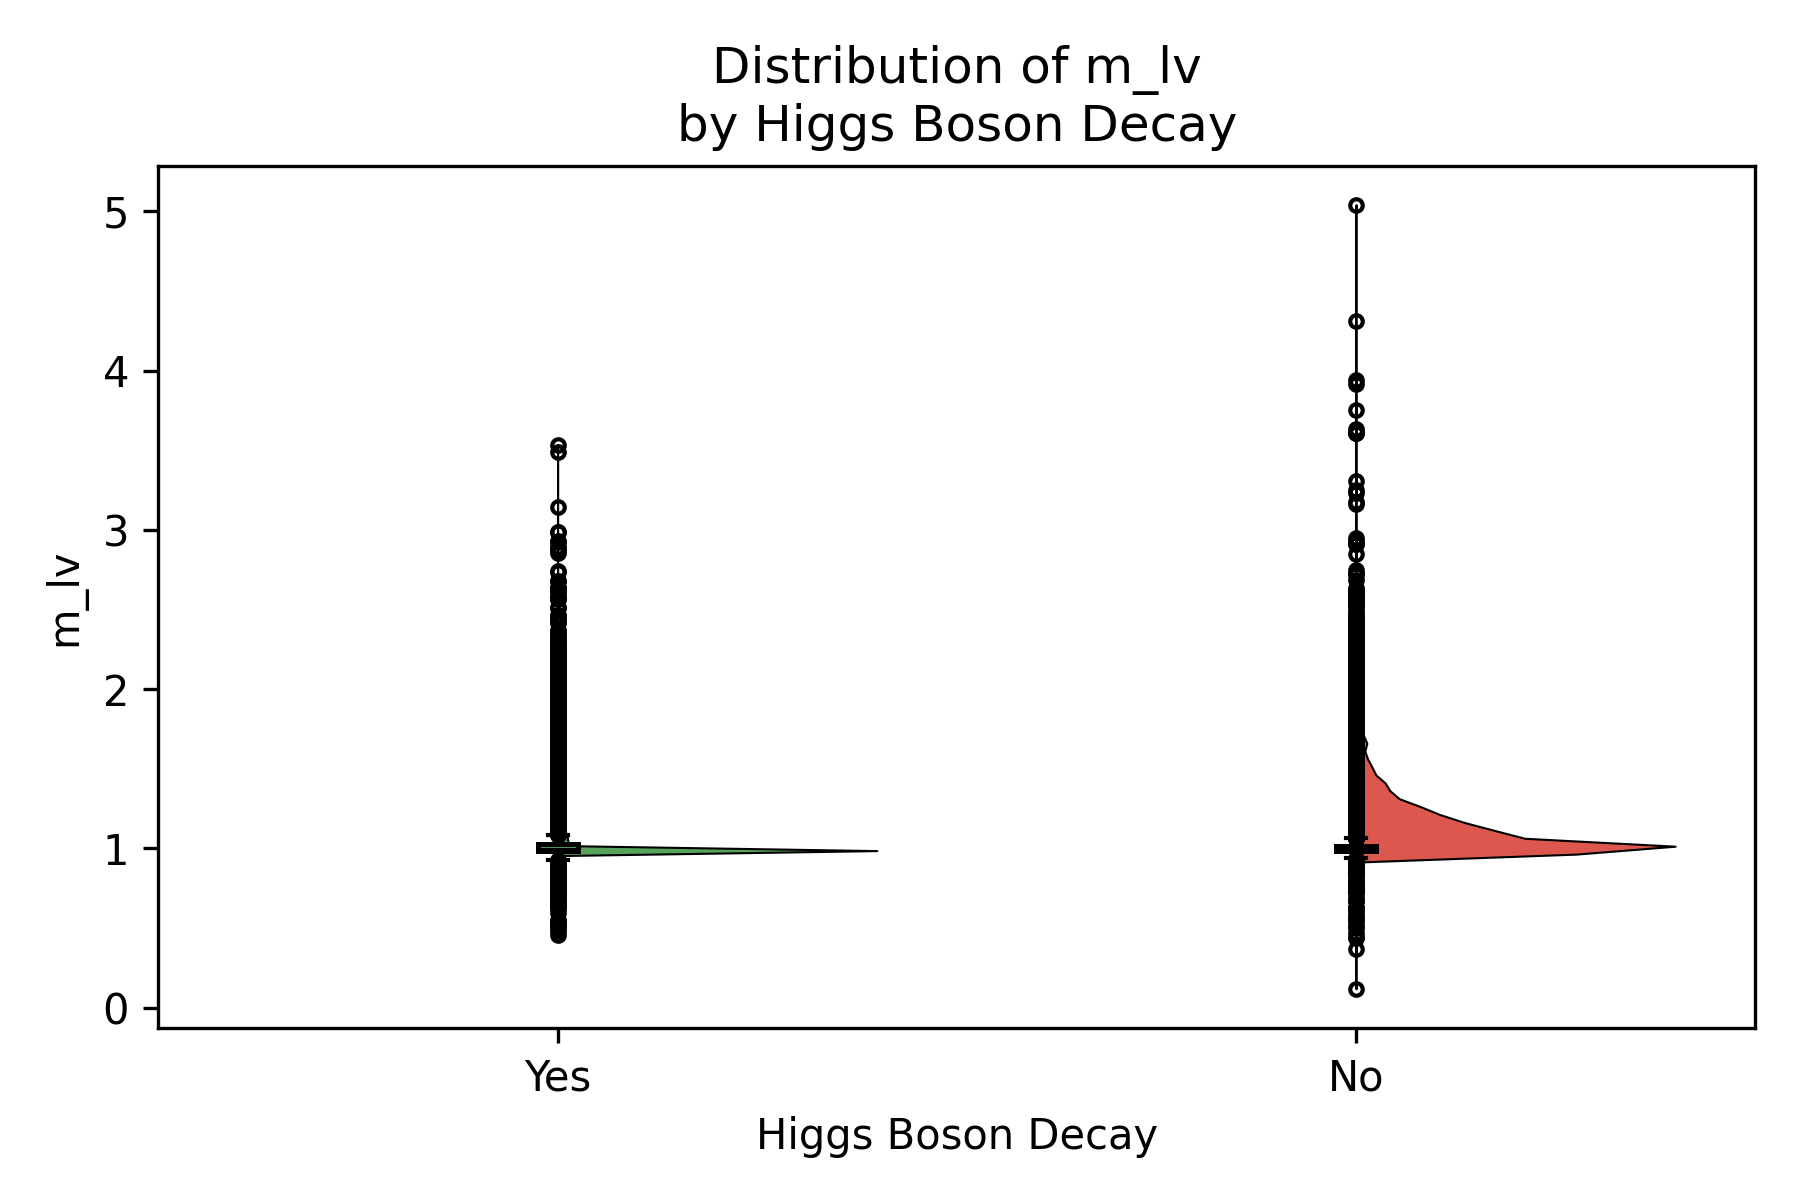 Distribution of m_lv
by Higgs Boson Decay
5
4
3
2
1
0
m_lv
Yes
No
Higgs Boson Decay